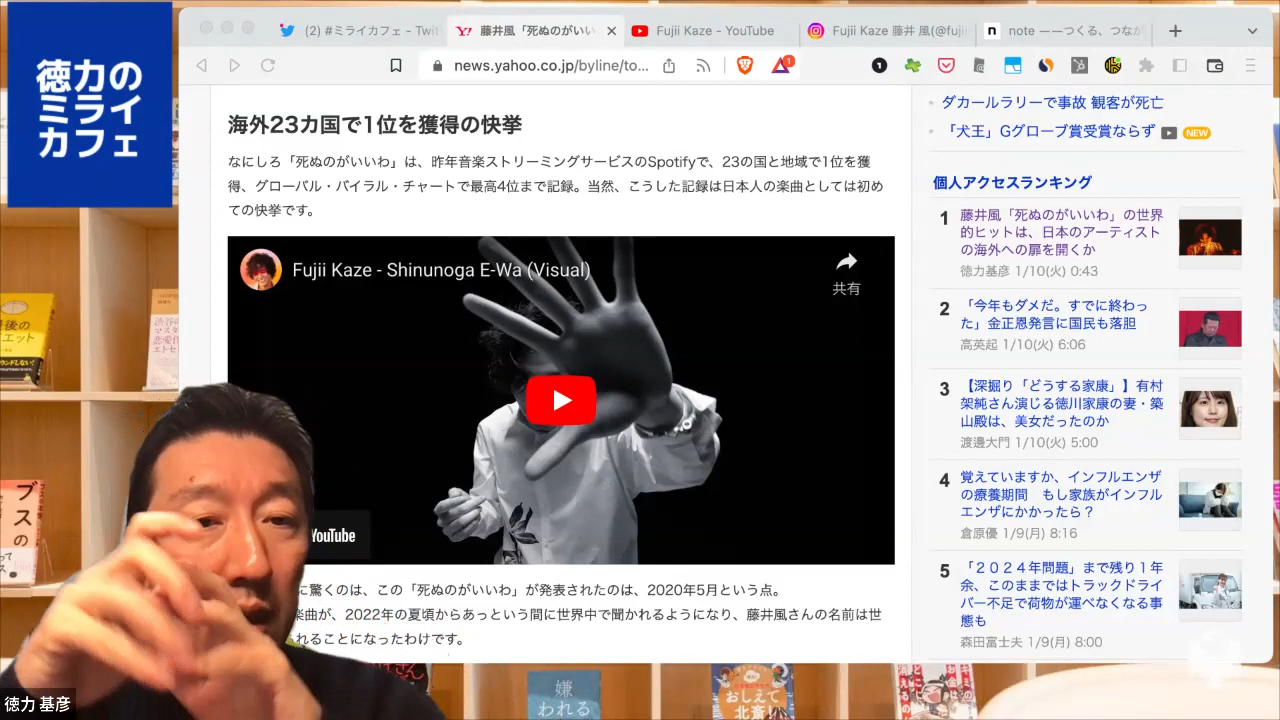 徳力の
ミライ
カフェ
(2) #ミライカフェ - Twit
藤井風「死ぬのがいい
Fujii Kaze - YouTube
Fujii Kaze 藤井 風(@fujii
note ——つくる、つなが
news.yahoo.co.jp/byline/to...
海外23カ国で1位を獲得の快挙
なにしろ「死ぬのがいいわ」は、昨年音楽ストリーミングサービスのSpotifyで、23の国と地域で1位を獲
得、グローバル・バイラル・チャートで最高4位まで記録。当然、こうした記録は日本人の楽曲としては初め
ての快挙です。
Fujii Kaze - Shinunoga E-Wa (Visual)
共有
YouTube
に驚くのは、この「死ぬのがいいわ」が発表されたのは、2020年5月という点。
楽曲が、2022年の夏頃からあっという間に世界中で聞かれるようになり、藤井風さんの名前は世
れることになったわけです。
ダカールラリーで事故 観客が死亡
「犬王」Gグローブ賞受賞ならず NEW
個人アクセスランキング
1 藤井風「死ぬのがいいわ」の世界
的ヒットは、日本のアーティスト
の海外への扉を開くか
徳力基彦 1/10(火) 0:43
2 「今年もダメだ。すでに終わっ
た」金正恩発言に国民も落胆
高英起 1/10(火) 6:06
3 【深掘り「どうする家康」】有村
架純さん演じる徳川家康の妻・築
山殿は、美女だったのか
渡邊大門 1/10(火) 5:00
4 覚えていますか、インフルエンザ
の療養期間 もし家族がインフル
エンザにかかったら？
倉原優 1/9(月) 8:16
5 「２０２４年問題」まで残り１年
余、このままではトラックドライ
バー不足で荷物が運べなくなる事
態も
森田富士夫 1/9(月) 8:00
ブスの
嫌
われる
おしえて
北斎!
徳力 基彦